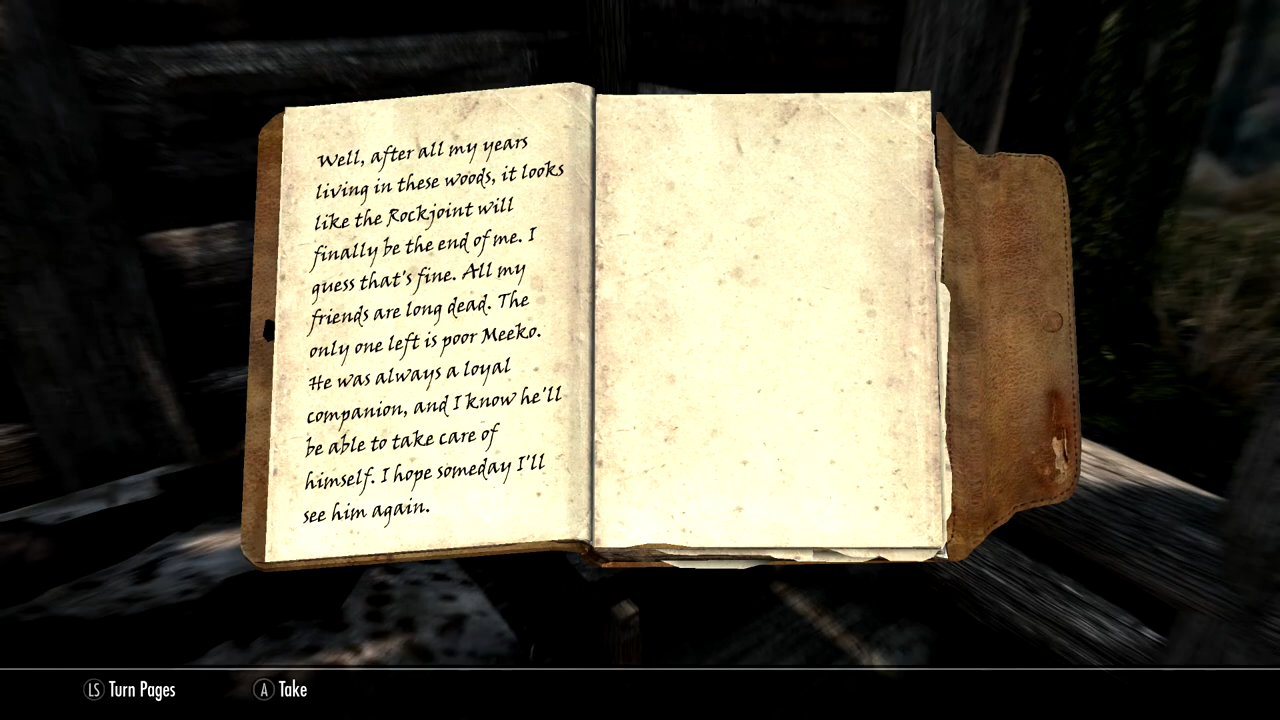 Well, after all my years
living in these woods, it looks
like the Rockjoint will
finally be the end of me. I
guess that's fine. All my
friends are long dead. The
only one left is poor Meeko.
He was always a loyal
companion, and I know he'll
be able to take care of
himself. I hope someday I'll
see him again.
LS Turn Pages
A Take